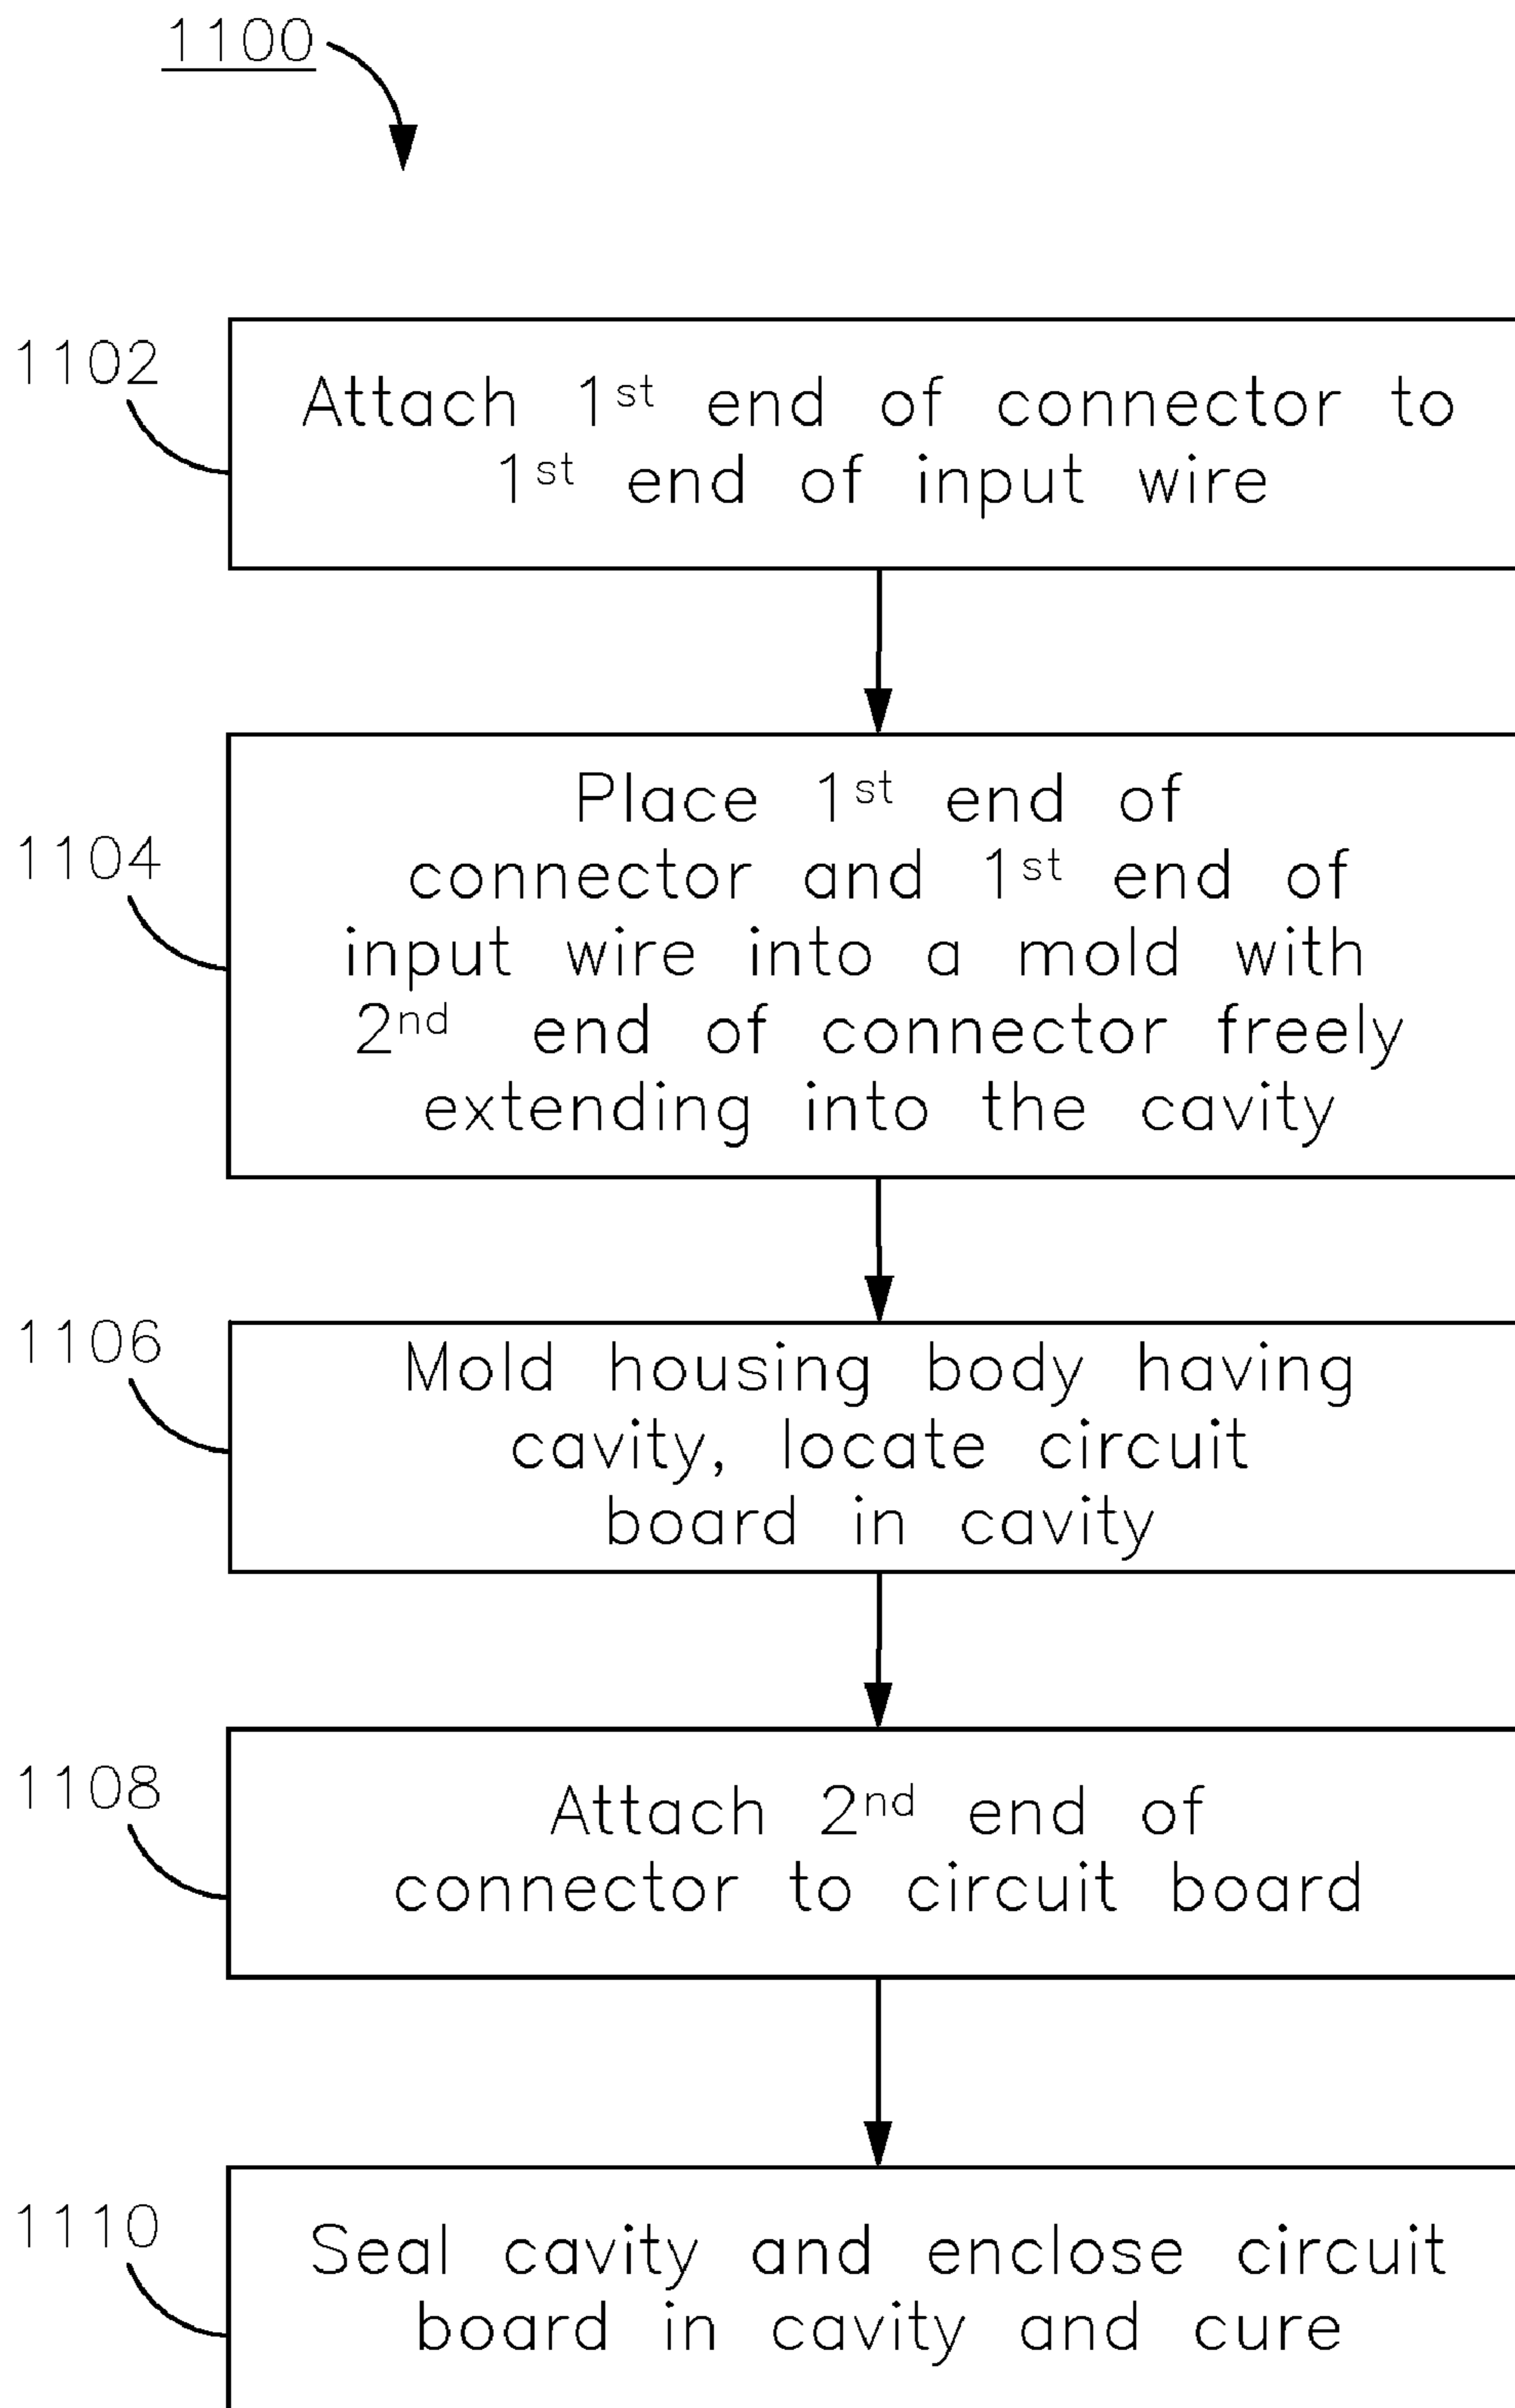 1100
1102
Attach 1st end of connector to
1st end of input wire
1104
Place 1st end of
connector and 1st end of
input wire into a mold with
2nd end of connector freely
extending into the cavity
1106
Mold housing body having
cavity, locate circuit
board in cavity
1108
Attach 2nd end of
connector to circuit board
1110
Seal cavity and enclose circuit
board in cavity and cure